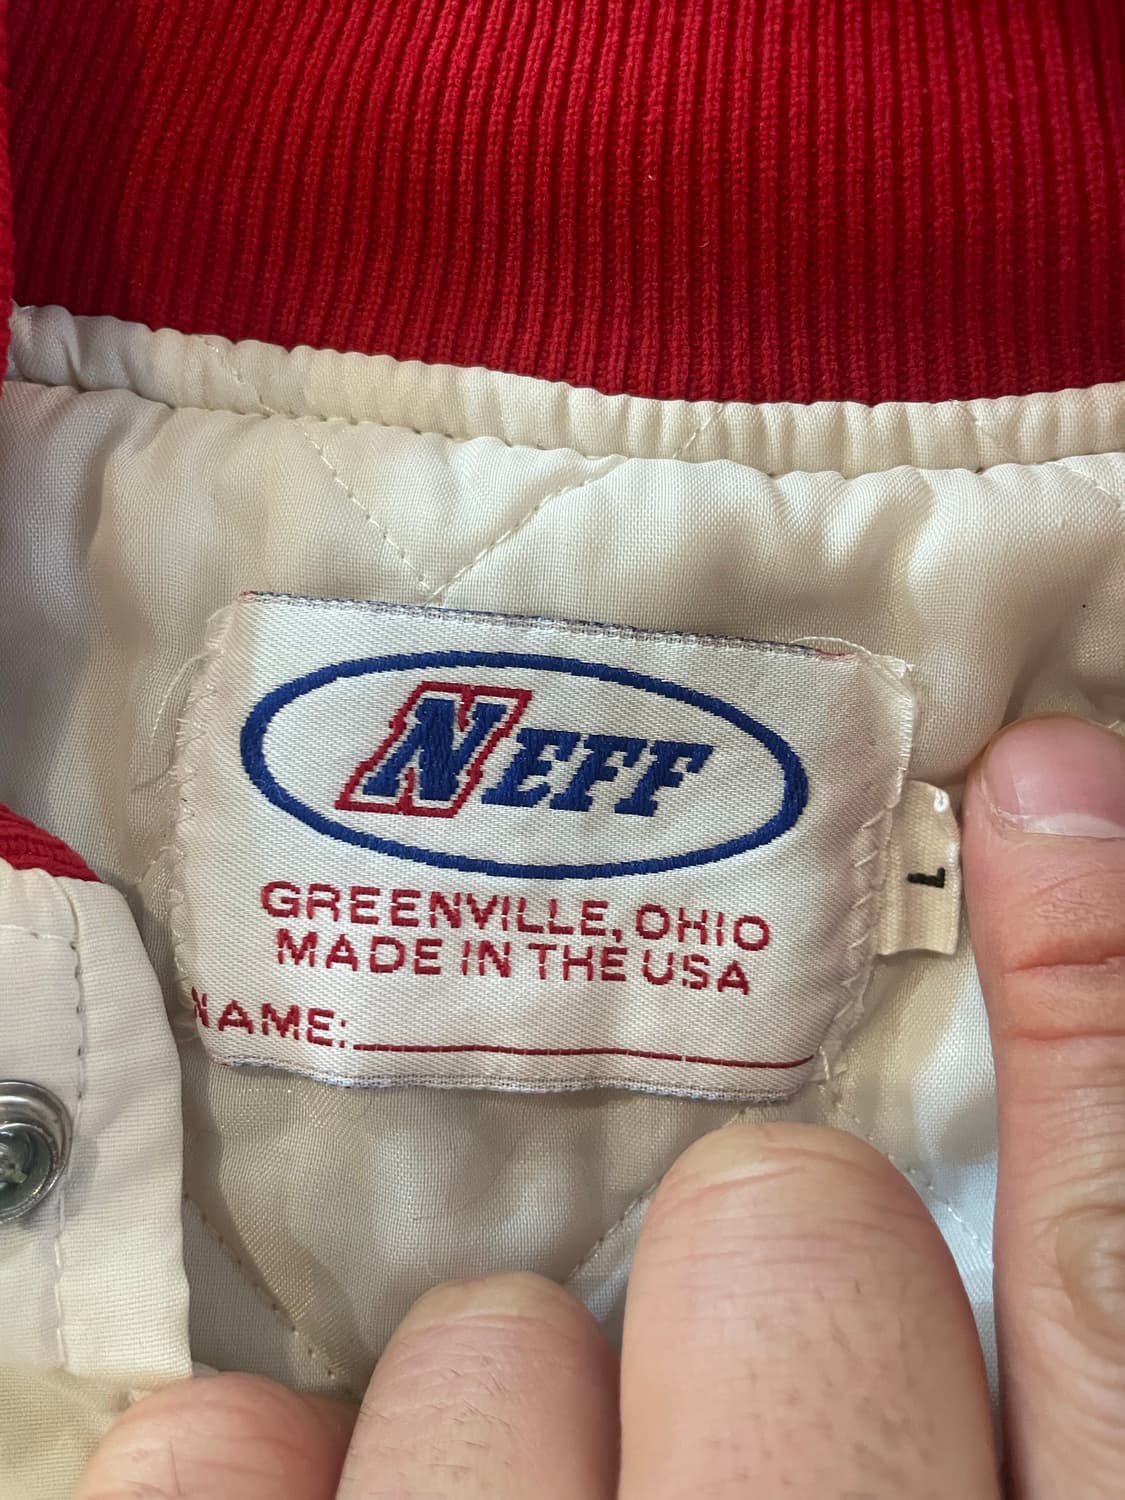 NEFF
GREENVILLE, OHIO
MADE IN THE USA
NAME:
L